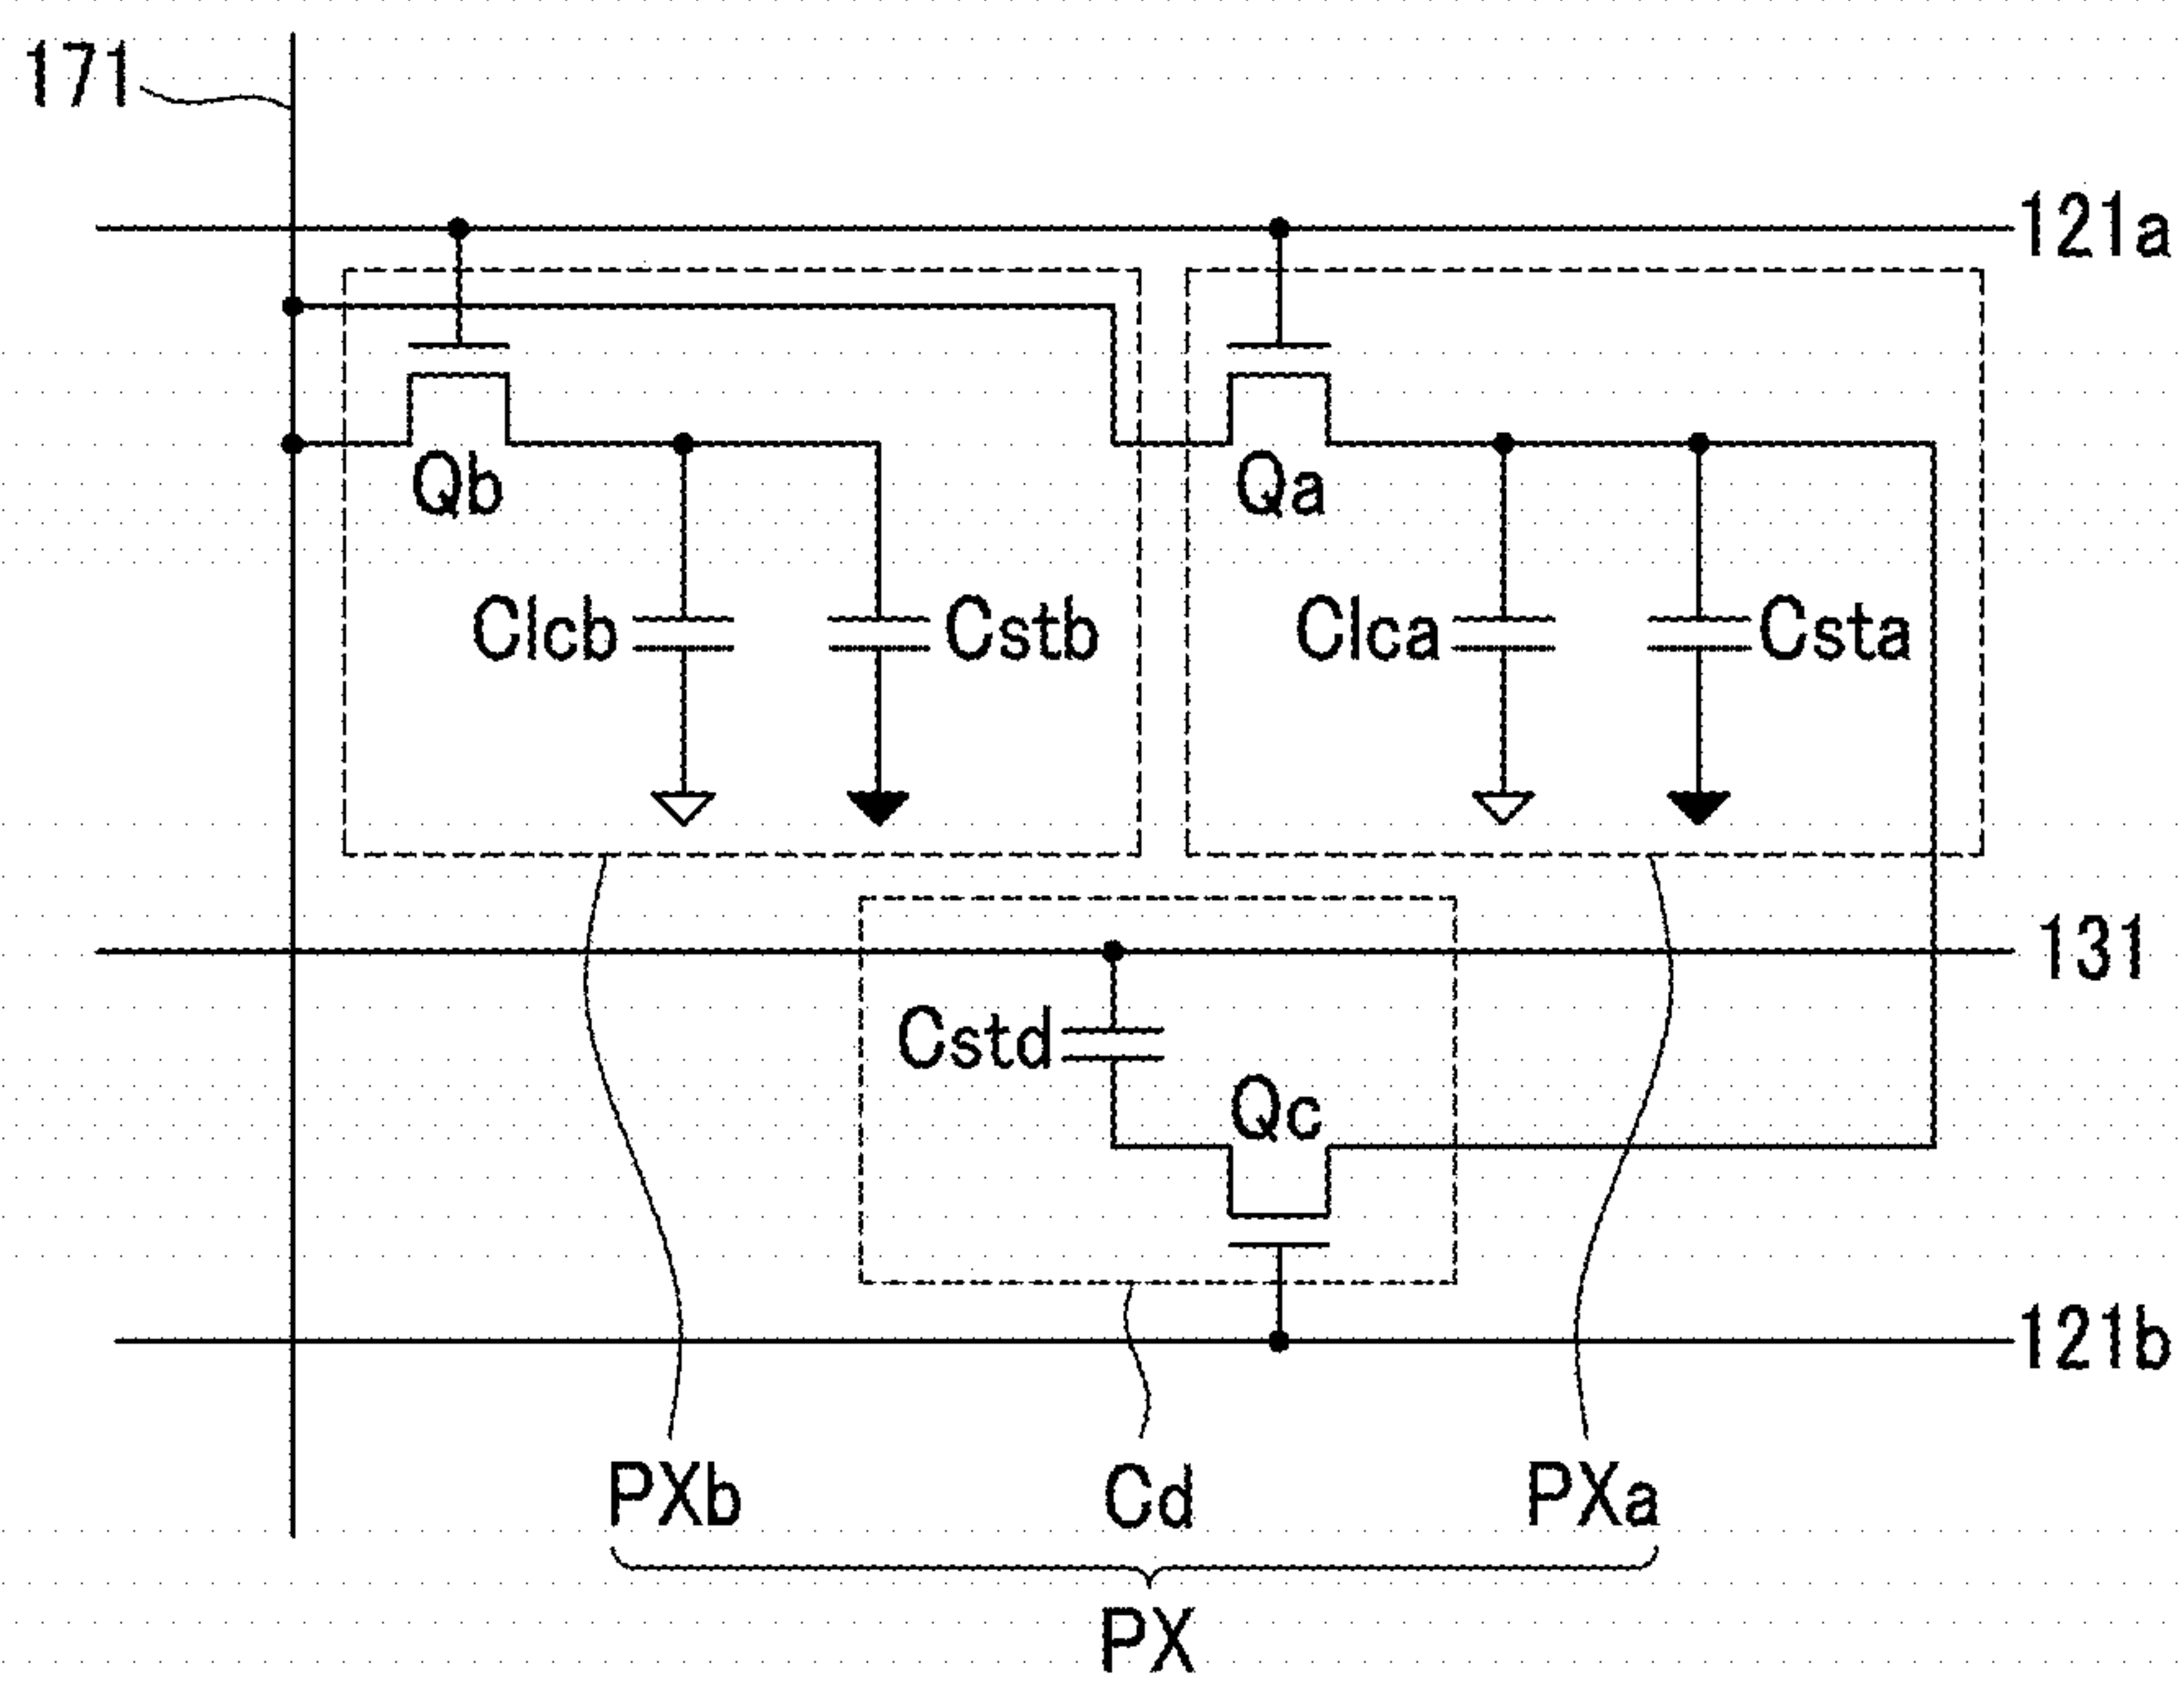 171
121a
Qb
Qa
Clcb
Cstb
Clca
Csta
131
Cstd
Qc
121b
PXb
Cd
PXa
PX